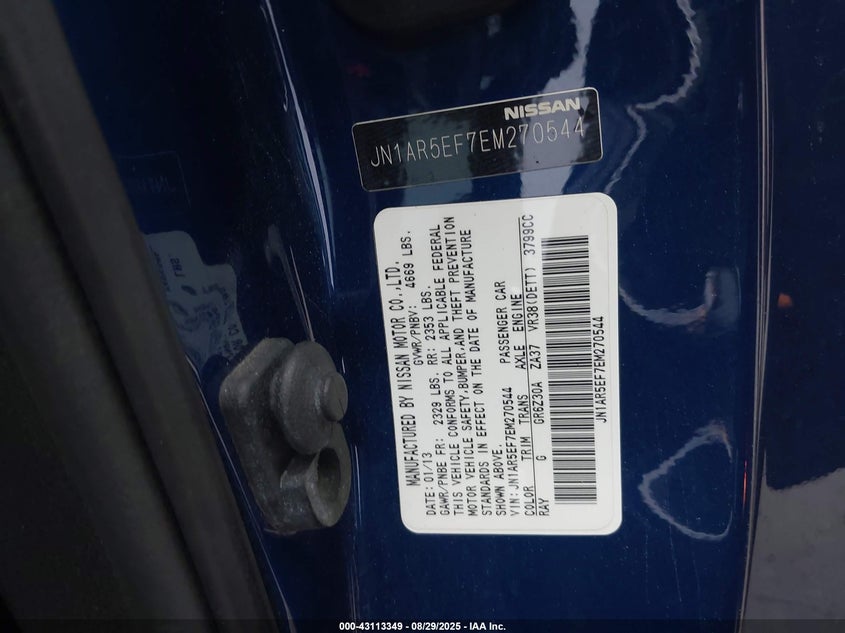 NISSAN
JN1AR5EF7EM270544
MANUFACTURED BY NISSAN MOTOR CO.,LTD.
DATE: 01/13 GVWR/PNBV: 4669 LBS.
GAWR/PNBE FR: 2329 LBS. RR: 2353 LBS.
THIS VEHICLE CONFORMS TO ALL APPLICABLE FEDERAL
MOTOR VEHICLE SAFETY,BUMPER,AND THEFT PREVENTION
STANDARDS IN EFFECT ON THE DATE OF MANUFACTURE
SHOWN ABOVE.
VIN:JN1AR5EF7EM270544 PASSENGER CAR
COLOR TRIM TRANS AXLE ENGINE
RAY G GR6Z30A ZA37 VR38(DETT) 3799CC
JN1AR5EF7EM270544
000-43113349 - 08/29/2025 - IAA Inc.